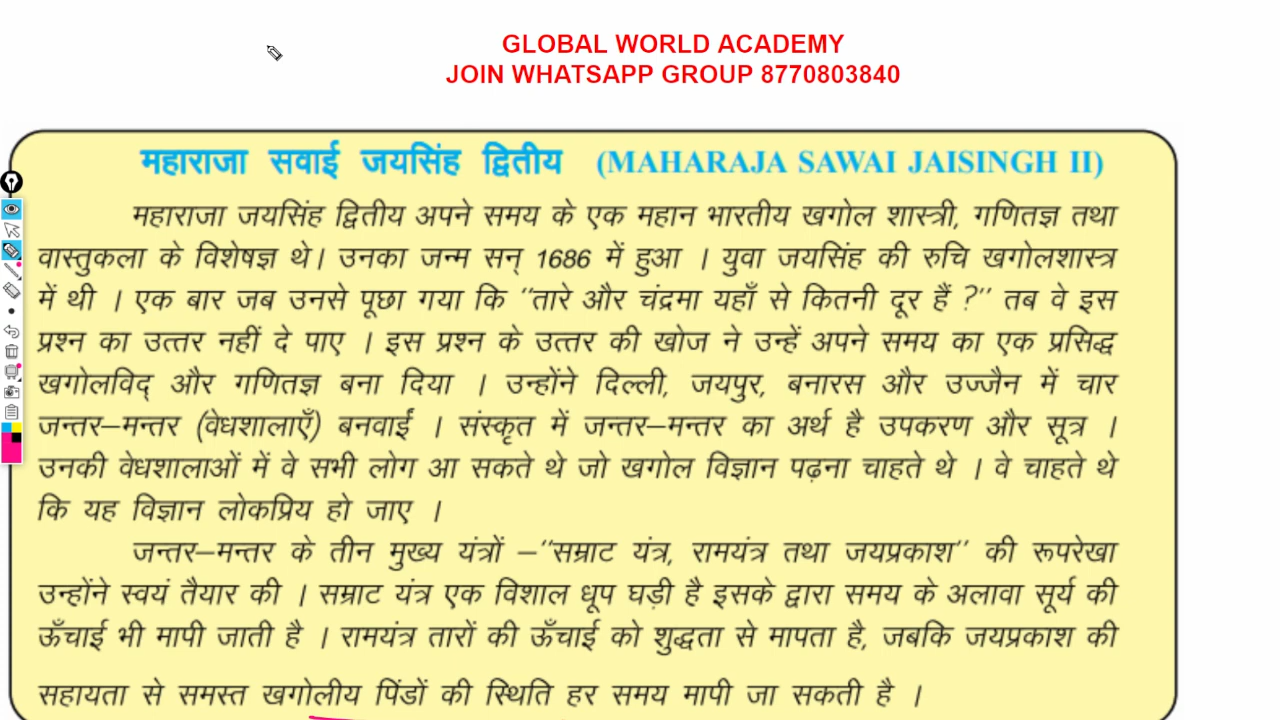 GLOBAL WORLD ACADEMY
JOIN WHATSAPP GROUP 8770803840
महाराजा सवाई जयसिंह द्वितीय (MAHARAJA SAWAI JAISINGH II)
महाराजा जयसिंह द्वितीय अपने समय के एक महान भारतीय खगोल शास्त्री, गणितज्ञ तथा
वास्तुकला के विशेषज्ञ थे। उनका जन्म सन् 1686 में हुआ । युवा जयसिंह की रुचि खगोलशास्त्र
में थी । एक बार जब उनसे पूछा गया कि "तारे और चंद्रमा यहाँ से कितनी दूर हैं ?" तब वे इस
प्रश्न का उत्तर नहीं दे पाए । इस प्रश्न के उत्तर की खोज ने उन्हें अपने समय का एक प्रसिद्ध
खगोलविद् और गणितज्ञ बना दिया । उन्होंने दिल्ली, जयपुर, बनारस और उज्जैन में चार
जन्तर–मन्तर (वेधशालाएँ) बनवाईं । संस्कृत में जन्तर–मन्तर का अर्थ है उपकरण और सूत्र ।
उनकी वेधशालाओं में वे सभी लोग आ सकते थे जो खगोल विज्ञान पढ़ना चाहते थे । वे चाहते थे
कि यह विज्ञान लोकप्रिय हो जाए ।
जन्तर–मन्तर के तीन मुख्य यंत्रों –"सम्राट यंत्र, रामयंत्र तथा जयप्रकाश" की रूपरेखा
उन्होंने स्वयं तैयार की । सम्राट यंत्र एक विशाल धूप घड़ी है इसके द्वारा समय के अलावा सूर्य की
ऊँचाई भी मापी जाती है । रामयंत्र तारों की ऊँचाई को शुद्धता से मापता है, जबकि जयप्रकाश की
सहायता से समस्त खगोलीय पिंडों की स्थिति हर समय मापी जा सकती है ।